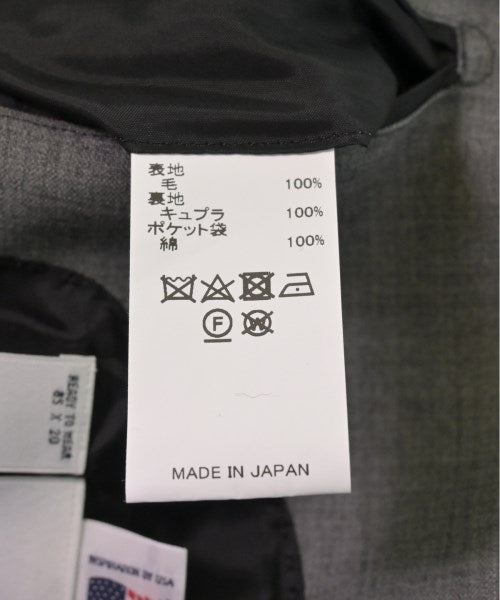 表地
毛 100%
裏地
キュプラ 100%
ポケット袋
綿 100%
F
W
MADE IN JAPAN
READY TO WEAR
8S X 20